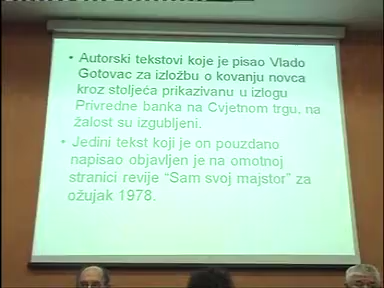 • Autorski tekstovi koje je pisao Vlado
Gotovac za izložbu o kovanju novca
kroz stoljeća prikazivanu u izlogu
Privredne banka na Cvjetnom trgu, na
žalost su izgubljeni.
• Jedini tekst koji je on pouzdano
napisao objavljen je na omotnoj
stranici revije "Sam svoj majstor" za
ožujak 1978.